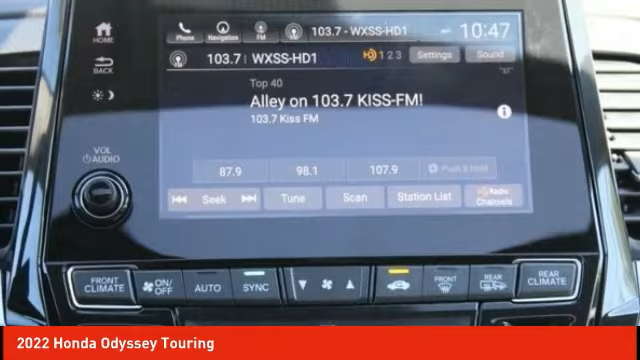 Phone Navigation FM 103.7 - WXSS-HD1 10:47
103.7 | WXSS-HD1 HD 1 2 3 Settings Sound
Top 40
Alley on 103.7 KISS-FM!
103.7 Kiss FM
87.9 98.1 107.9 Push & Hold
Seek Tune Scan Station List HD Radio
Channels
HOME
BACK
VOL
AUDIO
FRONT
CLIMATE
ON/
OFF
AUTO
SYNC
FRONT
REAR
REAR
CLIMATE
2022 Honda Odyssey Touring